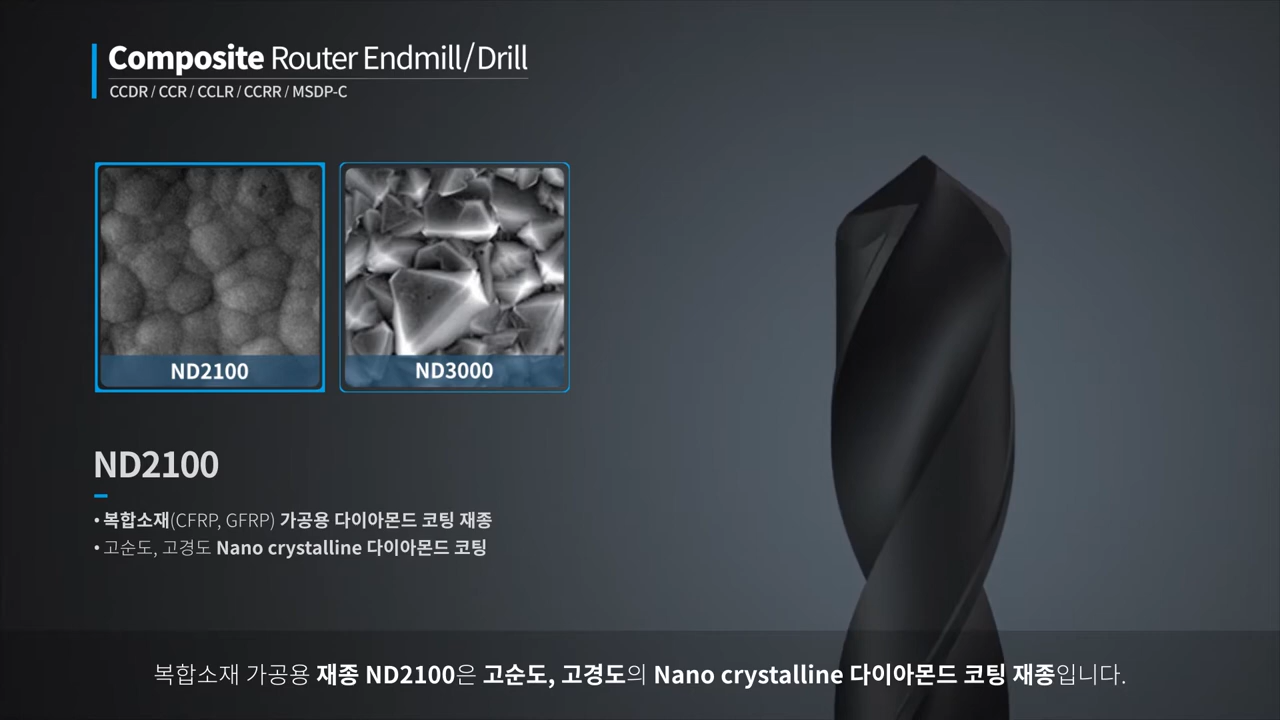 Composite Router Endmill/Drill
CCDR / CCR / CCLR / CCRR / MSDP-C
ND2100
ND3000
ND2100
• 복합소재(CFRP, GFRP) 가공용 다이아몬드 코팅 재종
• 고순도, 고경도 Nano crystalline 다이아몬드 코팅
복합소재 가공용 재종 ND2100은 고순도, 고경도의 Nano crystalline 다이아몬드 코팅 재종입니다.